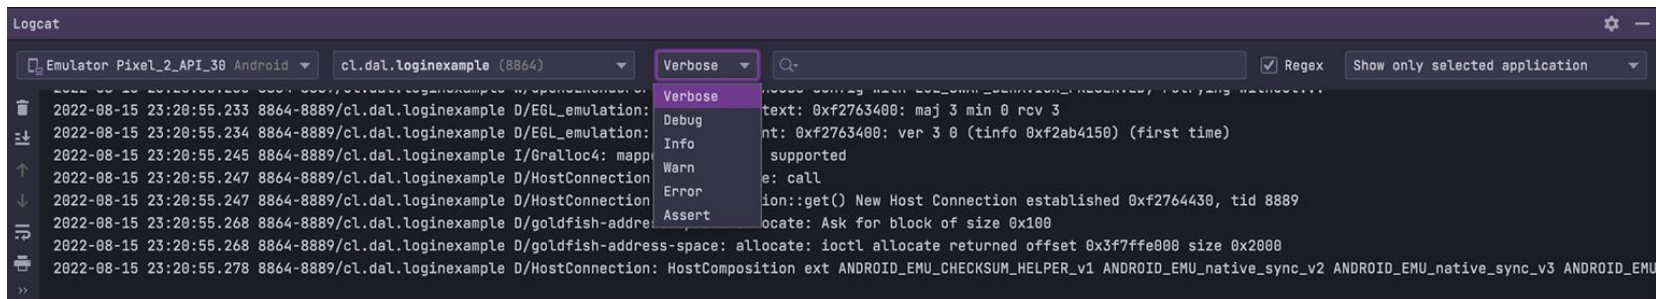 Logcat
Emulator Pixel_2_API_30 Android
cl.dal.loginexample (8864)
Verbose
Regex
Show only selected application
Verbose
Debug
Info
Warn
Error
Assert
2022-08-15 23:20:55.233 8864-8889/cl.dal.loginexample D/EGL_emulation: text: 0xf2763400: maj 3 min 0 rcv 3
2022-08-15 23:20:55.234 8864-8889/cl.dal.loginexample D/EGL_emulation: nt: 0xf2763400: ver 3 0 (tinfo 0xf2ab4150) (first time)
2022-08-15 23:20:55.245 8864-8889/cl.dal.loginexample I/Gralloc4: mapp supported
2022-08-15 23:20:55.247 8864-8889/cl.dal.loginexample D/HostConnection e: call
2022-08-15 23:20:55.247 8864-8889/cl.dal.loginexample D/HostConnection ion::get() New Host Connection established 0xf2764430, tid 8889
2022-08-15 23:20:55.268 8864-8889/cl.dal.loginexample D/goldfish-addre ocate: Ask for block of size 0x100
2022-08-15 23:20:55.268 8864-8889/cl.dal.loginexample D/goldfish-address-space: allocate: ioctl allocate returned offset 0x3f7ffe000 size 0x2000
2022-08-15 23:20:55.278 8864-8889/cl.dal.loginexample D/HostConnection: HostComposition ext ANDROID_EMU_CHECKSUM_HELPER_v1 ANDROID_EMU_native_sync_v2 ANDROID_EMU_native_sync_v3 ANDROID_EMU